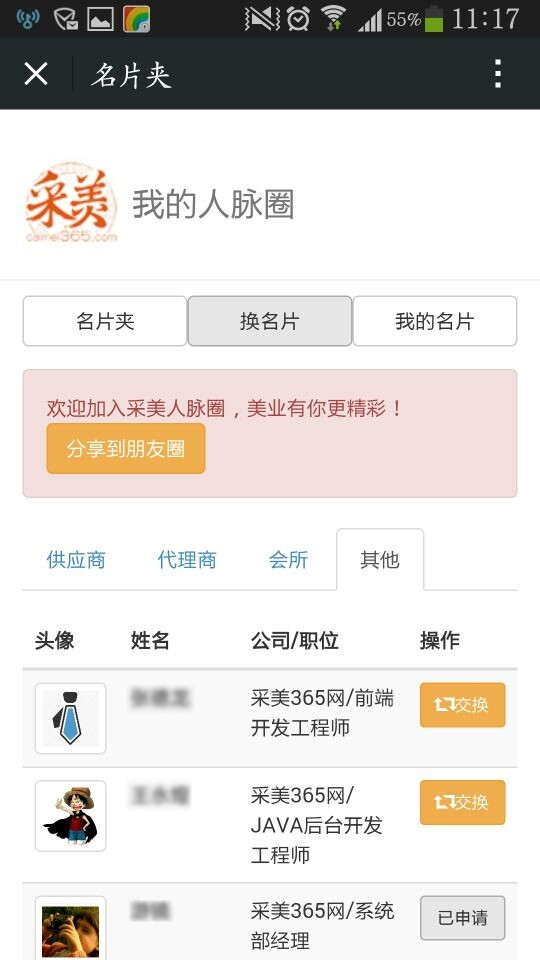 55% 11:17
名片夹
采美
caimei365.com
我的人脉圈
名片夹 换名片 我的名片
欢迎加入采美人脉圈，美业有你更精彩！
分享到朋友圈
供应商 代理商 会所 其他
头像 姓名 公司/职位 操作
采美365网/前端
开发工程师
交换
采美365网/
JAVA后台开发
工程师
交换
采美365网/系统
部经理
已申请